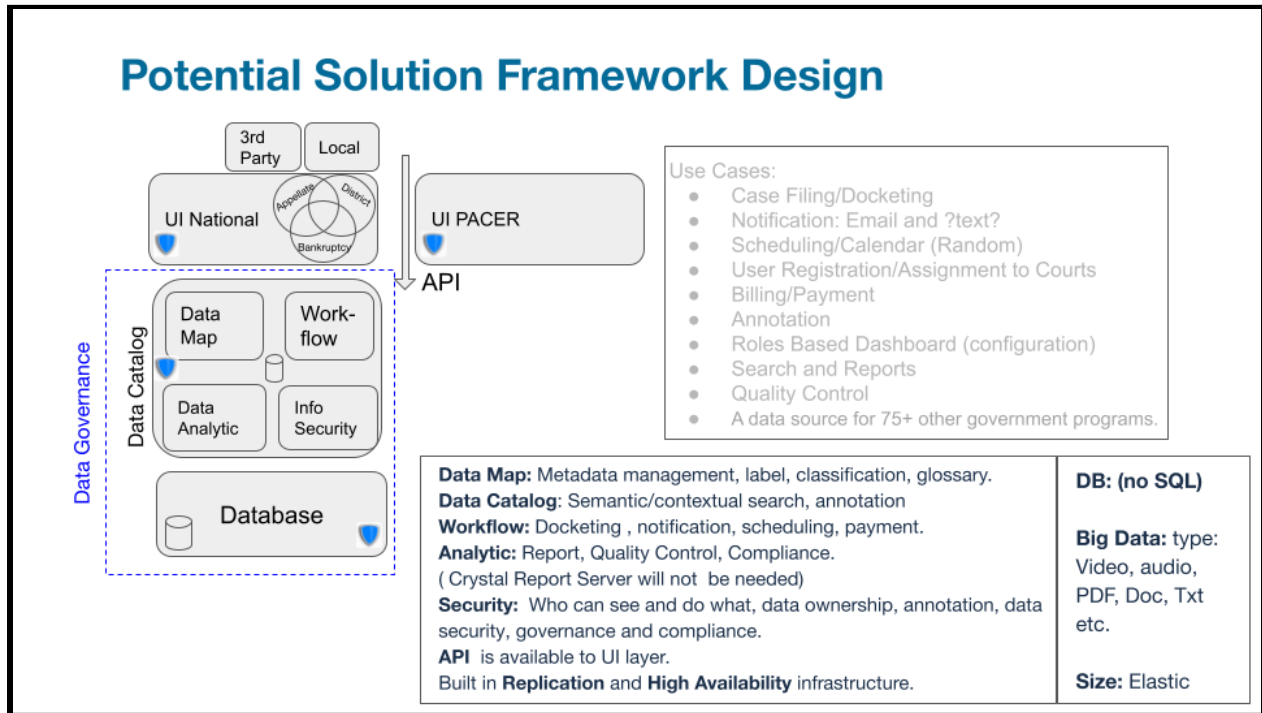 Potential Solution Framework Design
3rd
Party
Local
UI National
Appellate
District
Bankruptcy
UI PACER
API
Data Governance
Data Catalog
Data
Map
Work-
flow
Data
Analytic
Info
Security
Database
Use Cases:
● Case Filing/Docketing
● Notification: Email and ?text?
● Scheduling/Calendar (Random)
● User Registration/Assignment to Courts
● Billing/Payment
● Annotation
● Roles Based Dashboard (configuration)
● Search and Reports
● Quality Control
● A data source for 75+ other government programs.
Data Map: Metadata management, label, classification, glossary.
Data Catalog: Semantic/contextual search, annotation
Workflow: Docketing , notification, scheduling, payment.
Analytic: Report, Quality Control, Compliance.
( Crystal Report Server will not be needed)
Security: Who can see and do what, data ownership, annotation, data
security, governance and compliance.
API is available to UI layer.
Built in Replication and High Availability infrastructure.
DB: (no SQL)
Big Data: type:
Video, audio,
PDF, Doc, Txt
etc.
Size: Elastic